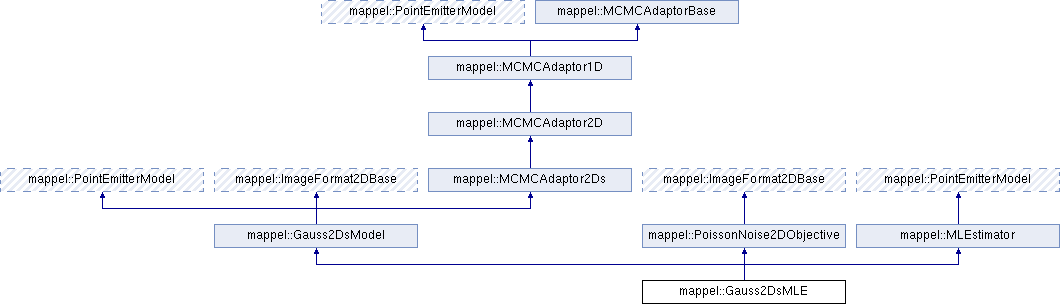 mappel::PointEmitterModel
mappel::MCMCAdaptorBase
mappel::MCMCAdaptor1D
mappel::MCMCAdaptor2D
mappel::PointEmitterModel
mappel::ImageFormat2DBase
mappel::MCMCAdaptor2Ds
mappel::ImageFormat2DBase
mappel::PointEmitterModel
mappel::Gauss2DsModel
mappel::PoissonNoise2DObjective
mappel::MLEstimator
mappel::Gauss2DsMLE